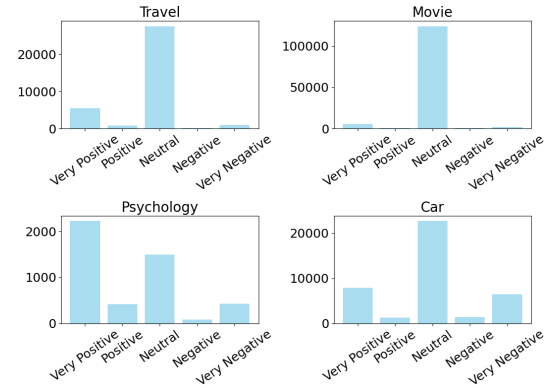 Travel
20000
10000
0
Very Positive
Positive
Neutral
Negative
Very Negative
Movie
100000
50000
0
Very Positive
Positive
Neutral
Negative
Very Negative
Psychology
2000
1000
0
Very Positive
Positive
Neutral
Negative
Very Negative
Car
20000
10000
0
Very Positive
Positive
Neutral
Negative
Very Negative